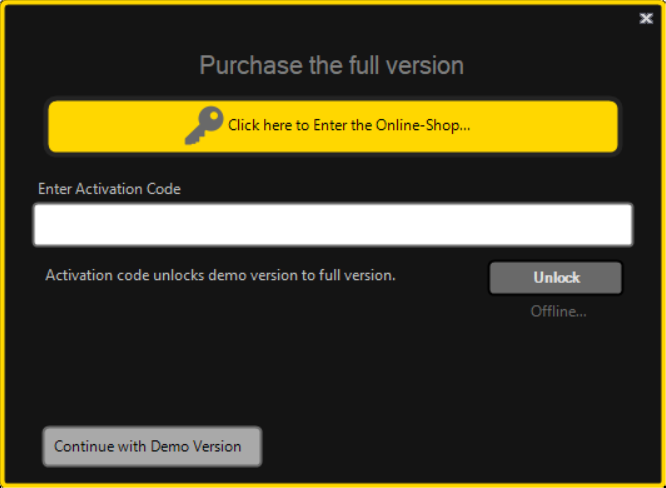 Purchase the full version
Click here to Enter the Online-Shop...
Enter Activation Code
Activation code unlocks demo version to full version.
Unlock
Offline...
Continue with Demo Version